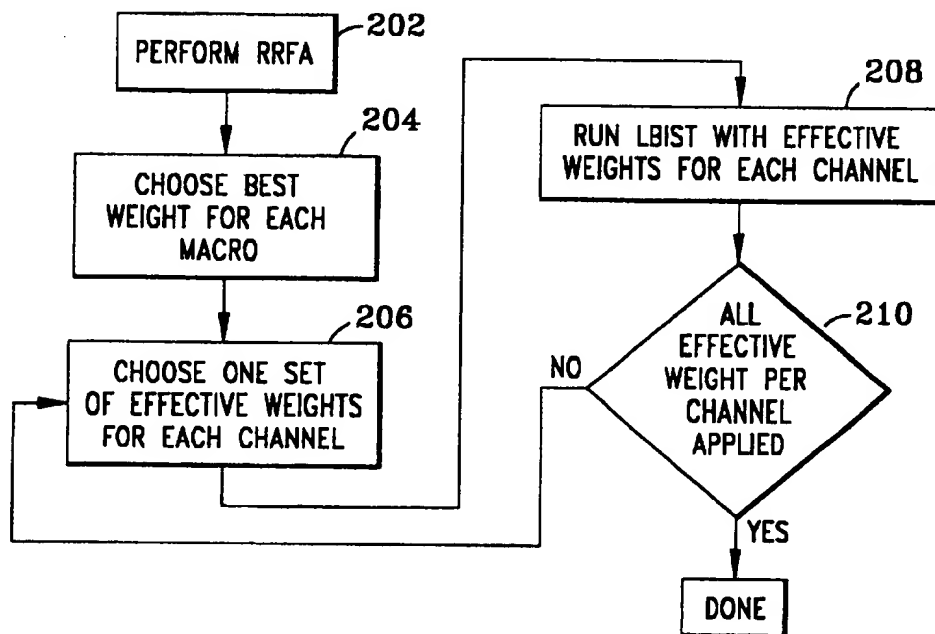 PERFORM RRFA
202
204
CHOOSE BEST
WEIGHT FOR EACH
MACRO
206
CHOOSE ONE SET
OF EFFECTIVE WEIGHTS
FOR EACH CHANNEL
208
RUN LBIST WITH EFFECTIVE
WEIGHTS FOR EACH CHANNEL
210
ALL
EFFECTIVE
WEIGHT PER
CHANNEL
APPLIED
NO
YES
DONE